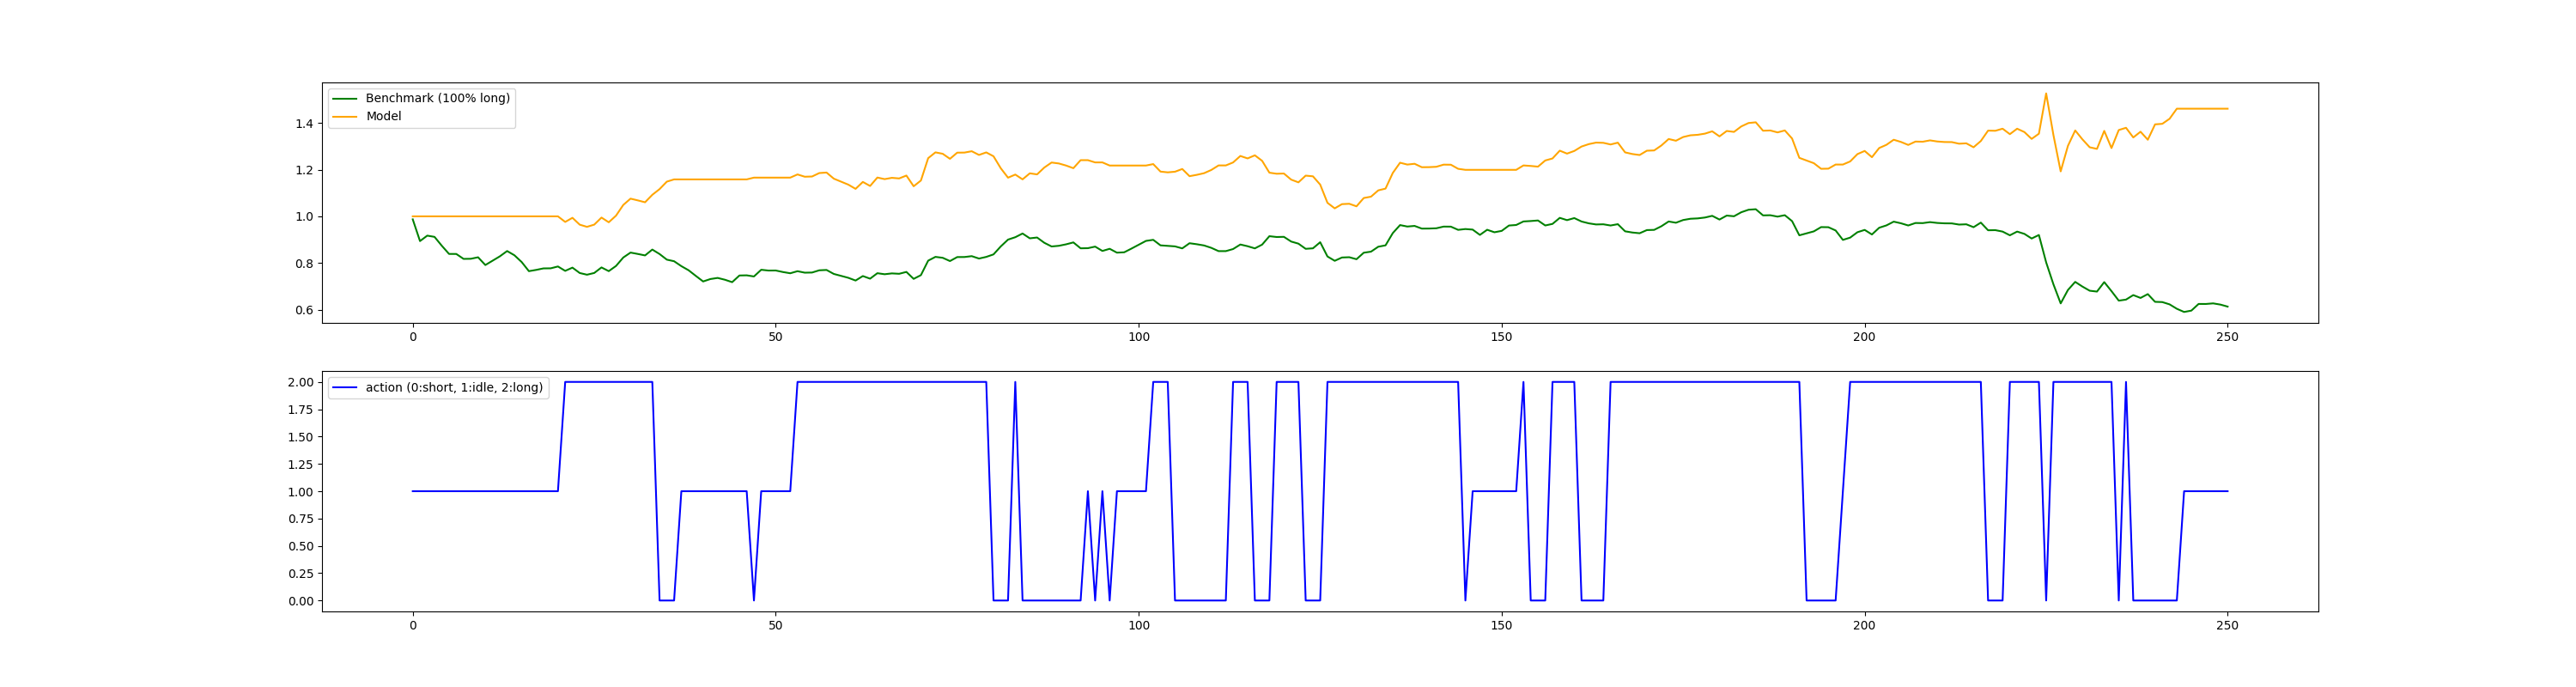 Benchmark (100% long)
Model
1.4
1.2
1.0
0.8
0.6
0 50 100 150 200 250
action (0:short, 1:idle, 2:long)
2.00
1.75
1.50
1.25
1.00
0.75
0.50
0.25
0.00
0 50 100 150 200 250